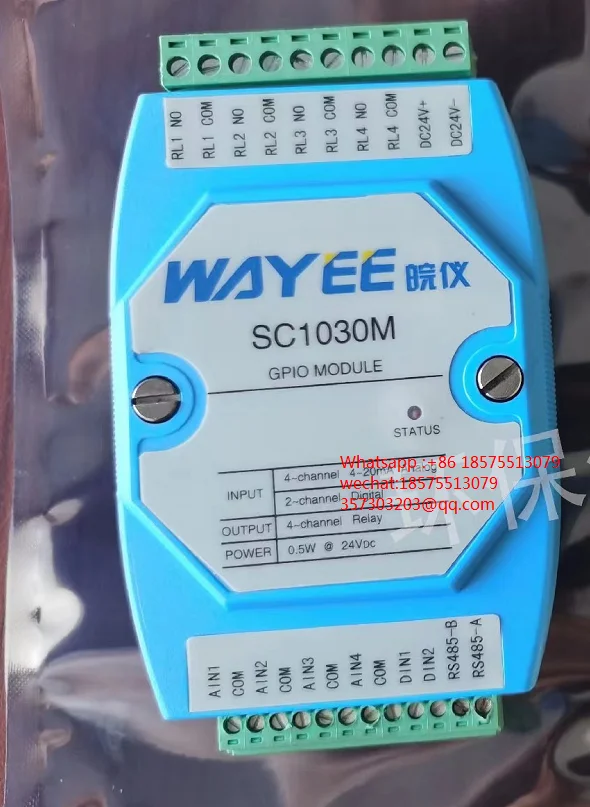 RL1 NO
RL1 COM
RL2 NO
RL2 COM
RL3 NO
RL3 COM
RL4 NO
RL4 COM
DC24V+
DC24V-
WAYEE 皖仪
SC1030M
GPIO MODULE
STATUS
INPUT
4-channel 4-20mA Analog
2-channel Digital
OUTPUT
4-channel Relay
POWER
0.5W @ 24VDC
Whatsapp :+86 18575513079
wechat:18575513079
357303203@qq.com
环保
AIN1
COM
AIN2
COM
AIN3
COM
AIN4
COM
DIN1
DIN2
RS485-B
RS485-A